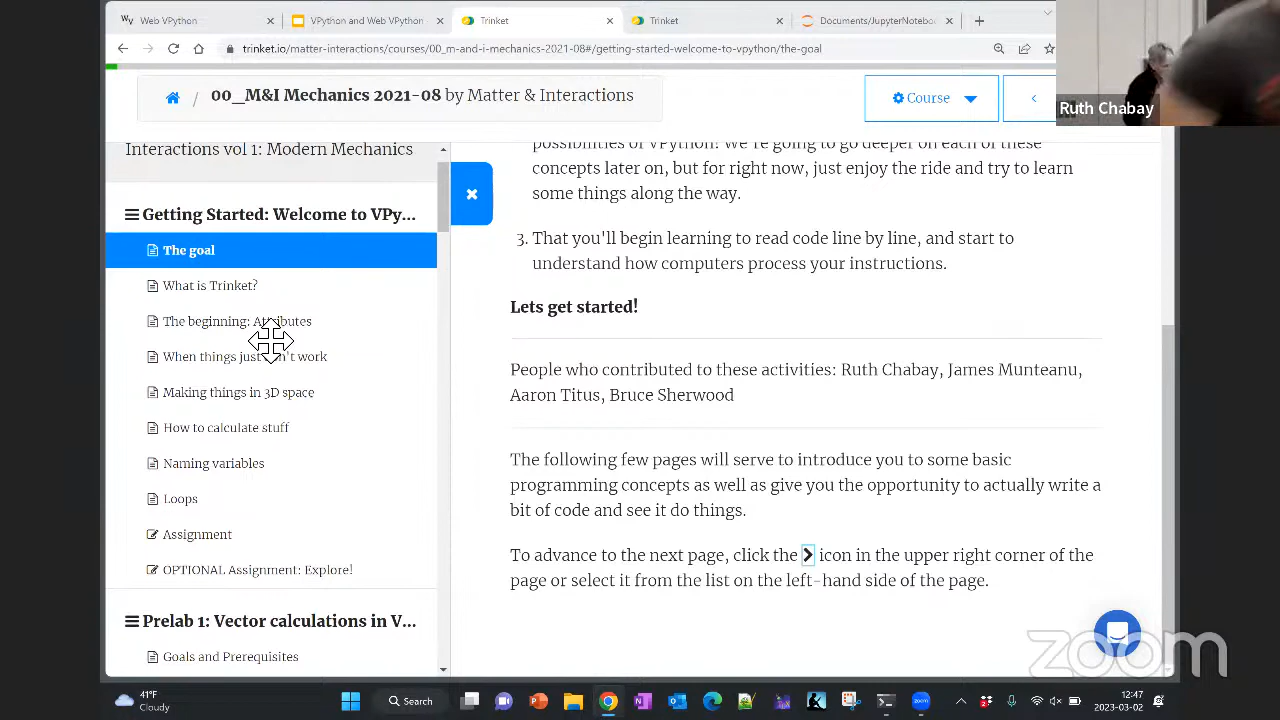 Web VPython
VPython and Web VPython
Trinket
Trinket
Documents/JupyterNotebo
trinket.io/matter-interactions/courses/00_m-and-i-mechanics-2021-08#/getting-started-welcome-to-vpython/the-goal
Ruth Chabay
00_M&I Mechanics 2021-08 by Matter & Interactions
Course
Interactions vol 1: Modern Mechanics
Getting Started: Welcome to VPy...
The goal
What is Trinket?
The beginning: Attributes
When things just don't work
Making things in 3D space
How to calculate stuff
Naming variables
Loops
Assignment
OPTIONAL Assignment: Explore!
Prelab 1: Vector calculations in V...
Goals and Prerequisites
possibilities of VPython! We're going to go deeper on each of these
concepts later on, but for right now, just enjoy the ride and try to learn
some things along the way.
3. That you'll begin learning to read code line by line, and start to
understand how computers process your instructions.
Lets get started!
People who contributed to these activities: Ruth Chabay, James Munteanu,
Aaron Titus, Bruce Sherwood
The following few pages will serve to introduce you to some basic
programming concepts as well as give you the opportunity to actually write a
bit of code and see it do things.
To advance to the next page, click the > icon in the upper right corner of the
page or select it from the list on the left-hand side of the page.
zoom
41°F
Cloudy
Search
12:47
2023-03-02